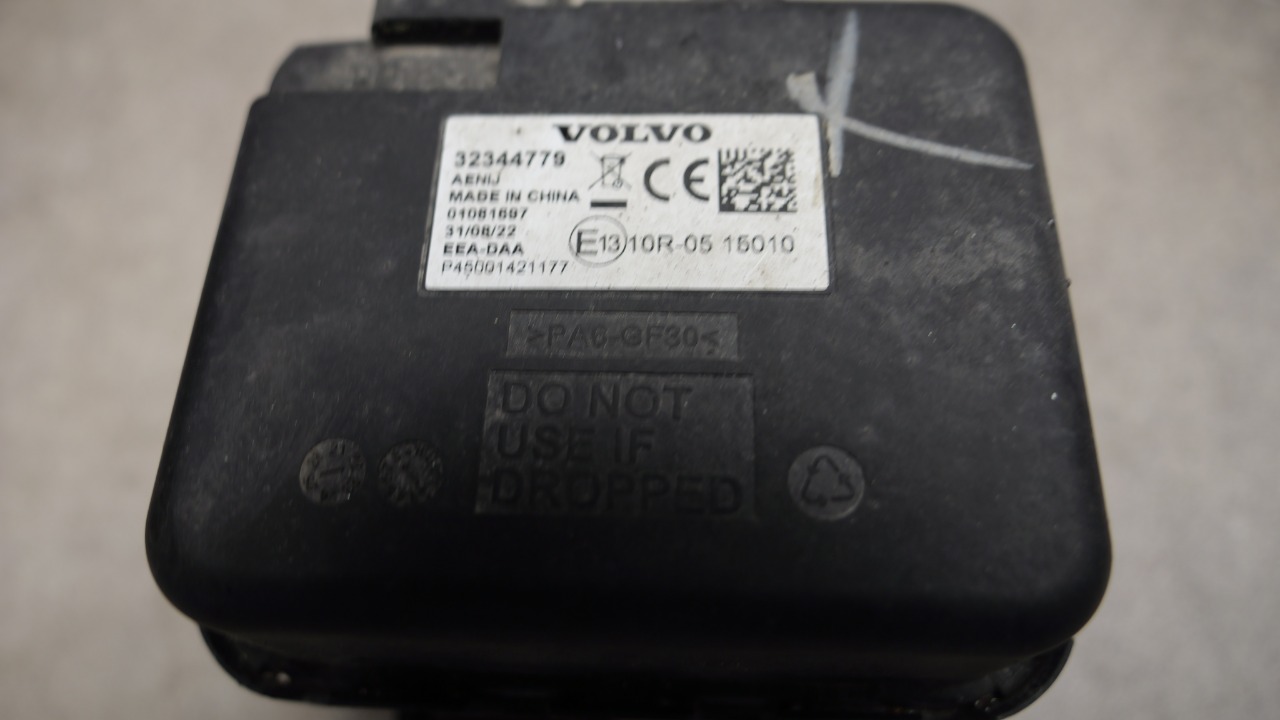 VOLVO
32344779
AENIJ
MADE IN CHINA
01081697
31/08/22
EEA-DAA
P45001421177
CE
E13 10R-05 15010
>PA6-GF30<
DO NOT
USE IF
DROPPED